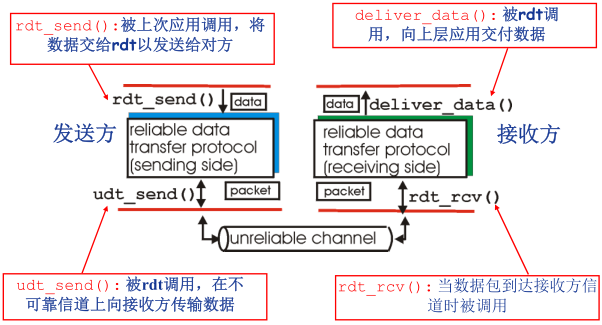 rdt_send()：被上次应用调用，将
数据交给rdt以发送给对方
deliver_data()：被rdt调
用，向上层应用交付数据
rdt_send()
data
data
deliver_data()
发送方
reliable data
transfer protocol
(sending side)
reliable data
transfer protocol
(receiving side)
接收方
udt_send()
packet
packet
rdt_rcv()
unreliable channel
udt_send()：被rdt调用，在不
可靠信道上向接收方传输数据
rdt_rcv()：当数据包到达接收方信
道时被调用